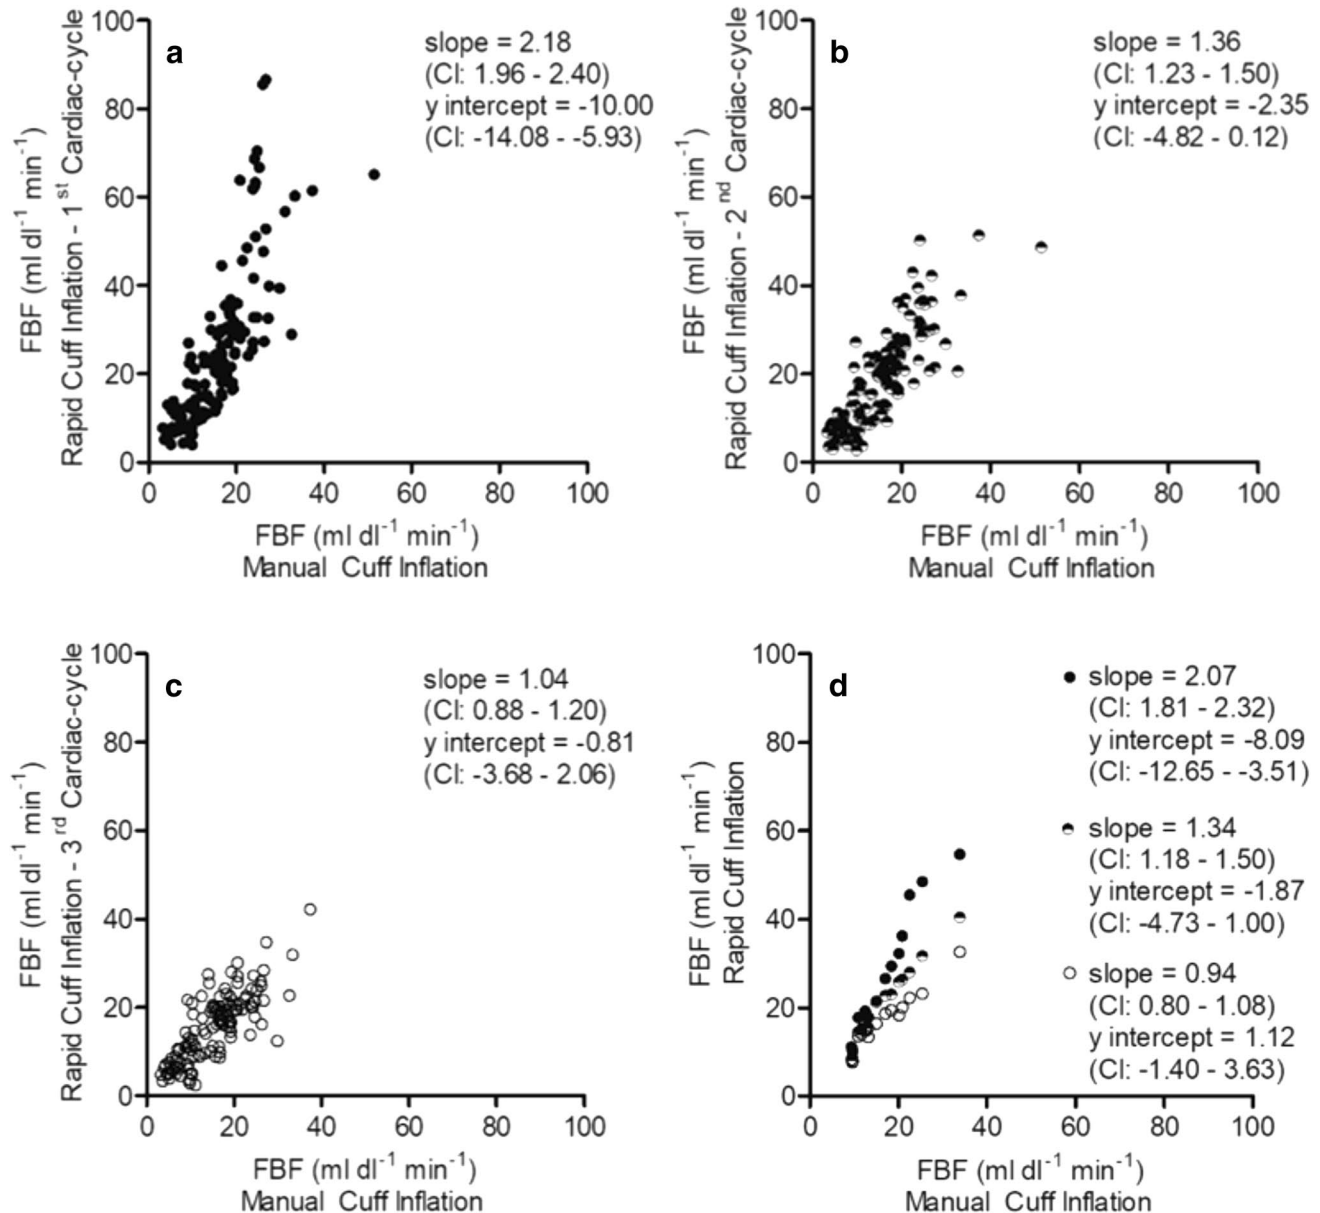 a
FBF (ml dl⁻¹ min⁻¹)
Rapid Cuff Inflation - 1ˢᵗ Cardiac-cycle
100
80
60
40
20
0
slope = 2.18
(CI: 1.96 - 2.40)
y intercept = -10.00
(CI: -14.08 - -5.93)
0 20 40 60 80 100
FBF (ml dl⁻¹ min⁻¹)
Manual Cuff Inflation
b
FBF (ml dl⁻¹ min⁻¹)
Rapid Cuff Inflation - 2ⁿᵈ Cardiac-cycle
100
80
60
40
20
0
slope = 1.36
(CI: 1.23 - 1.50)
y intercept = -2.35
(CI: -4.82 - 0.12)
0 20 40 60 80 100
FBF (ml dl⁻¹ min⁻¹)
Manual Cuff Inflation
c
FBF (ml dl⁻¹ min⁻¹)
Rapid Cuff Inflation - 3ʳᵈ Cardiac-cycle
100
80
60
40
20
0
slope = 1.04
(CI: 0.88 - 1.20)
y intercept = -0.81
(CI: -3.68 - 2.06)
0 20 40 60 80 100
FBF (ml dl⁻¹ min⁻¹)
Manual Cuff Inflation
d
FBF (ml dl⁻¹ min⁻¹)
Rapid Cuff Inflation
100
80
60
40
20
0
slope = 2.07
(CI: 1.81 - 2.32)
y intercept = -8.09
(CI: -12.65 - -3.51)
slope = 1.34
(CI: 1.18 - 1.50)
y intercept = -1.87
(CI: -4.73 - 1.00)
slope = 0.94
(CI: 0.80 - 1.08)
y intercept = 1.12
(CI: -1.40 - 3.63)
0 20 40 60 80 100
FBF (ml dl⁻¹ min⁻¹)
Manual Cuff Inflation